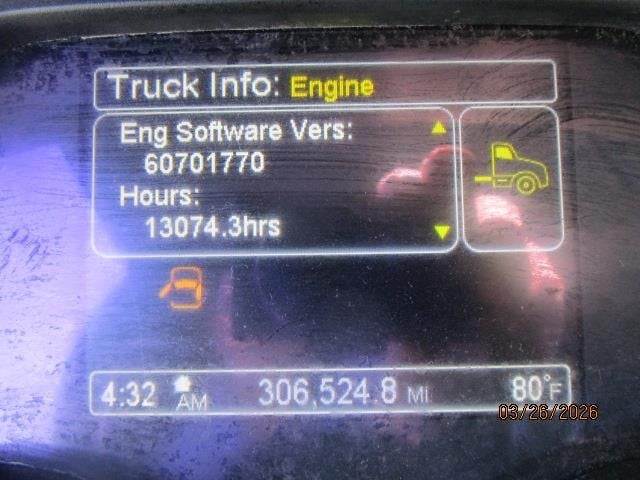 Truck Info: Engine
Eng Software Vers:
60701770
Hours:
13074.3hrs
4:32 AM 306,524.8 MI 80°F
03/26/2026